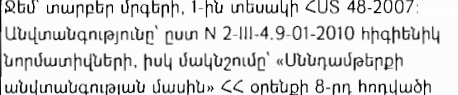 Ջեմ՝ տարբեր մրգերի, 1-ին տեսակի ՀՍՏ 48-2007:
Անվտանգությունը՝ ըստ N 2-III-4.9-01-2010 հիգիենիկ
նորմատիվների, իսկ մակնշումը՝ «Սննդամթերքի
անվտանգության մասին» ՀՀ օրենքի 8-րդ հոդվածի